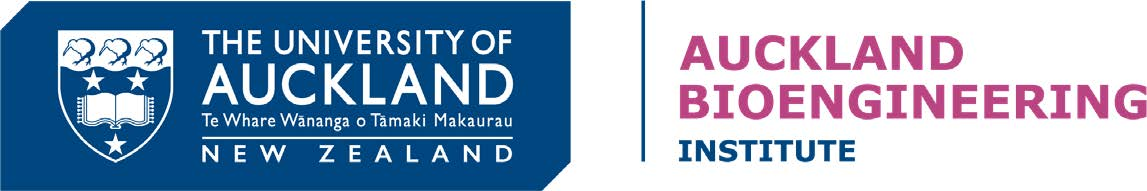 THE UNIVERSITY OF
AUCKLAND
Te Whare Wānanga o Tāmaki Makaurau
NEW ZEALAND
AUCKLAND
BIOENGINEERING
INSTITUTE